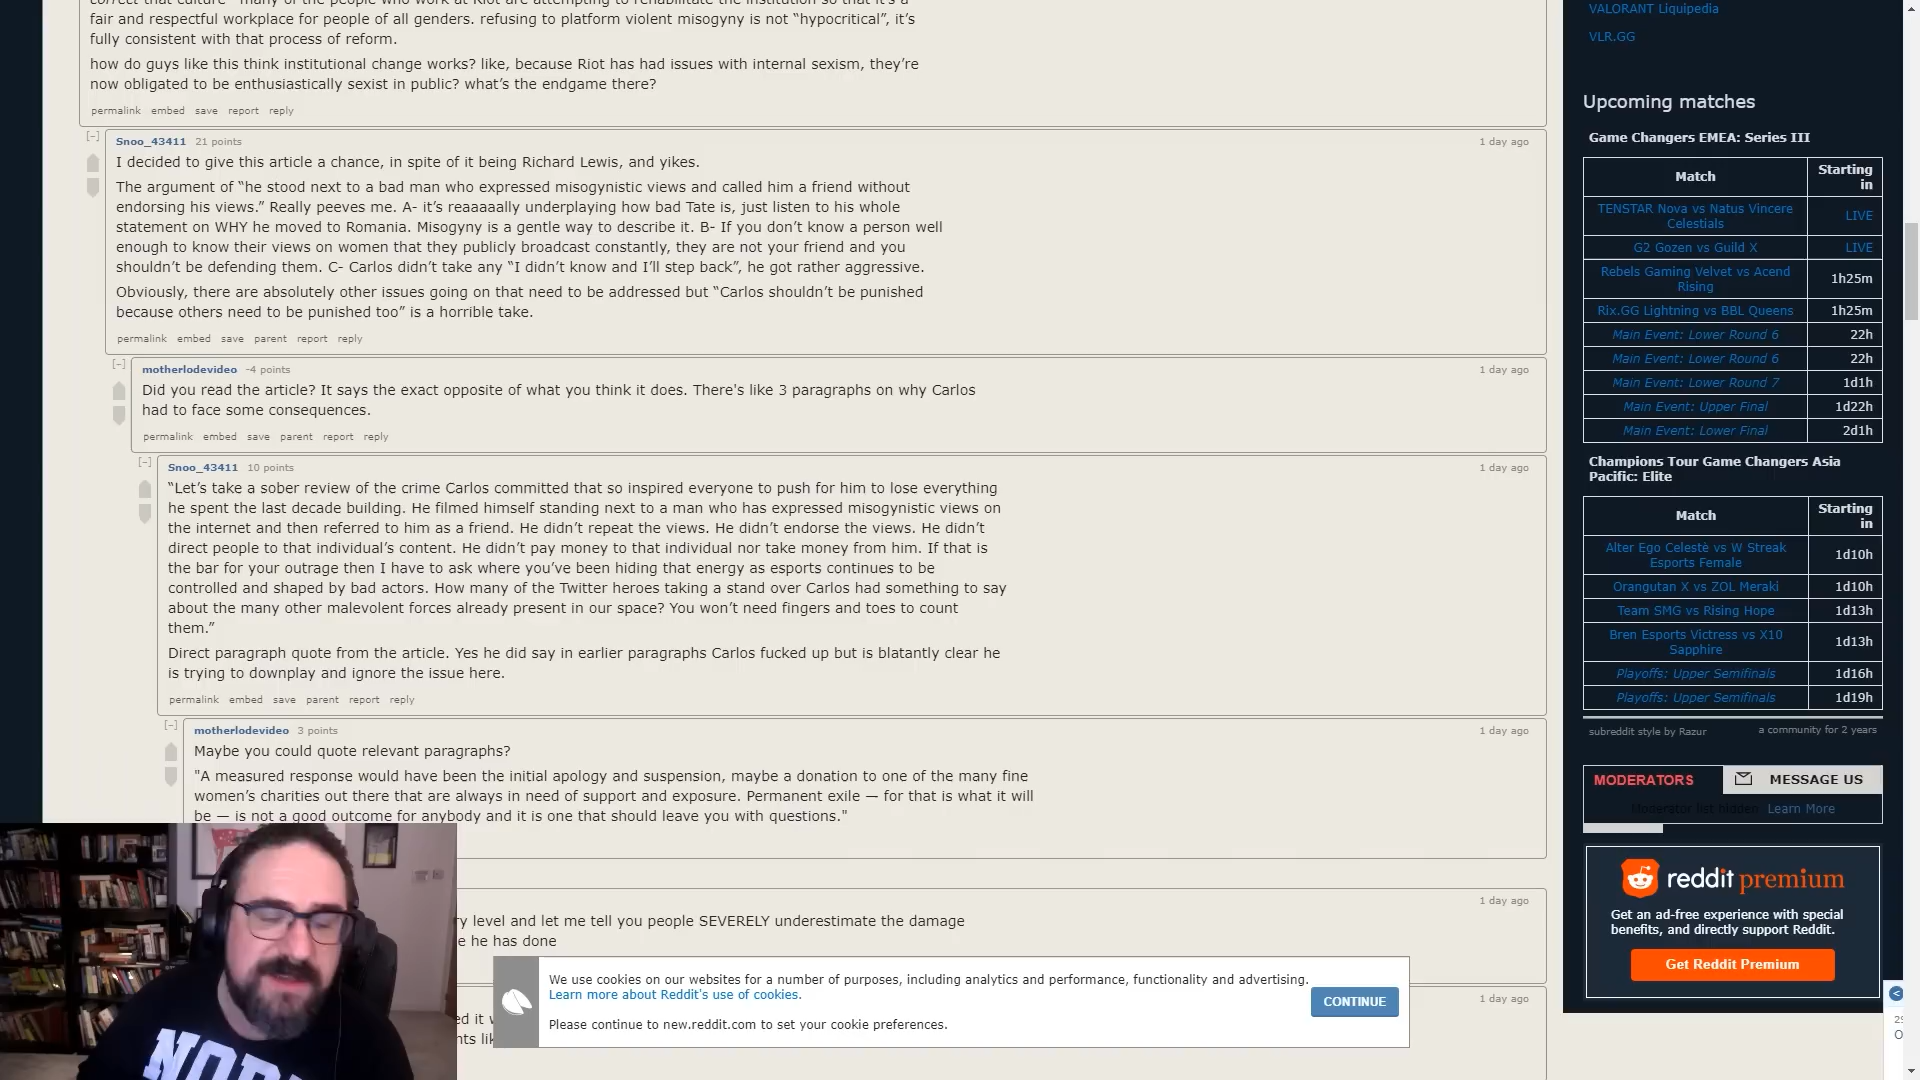 correct that culture - many of the people who work at Riot are attempting to rehabilitate the institution so that it's a
fair and respectful workplace for people of all genders. refusing to platform violent misogyny is not “hypocritical”, it’s
fully consistent with that process of reform.
how do guys like this think institutional change works? like, because Riot has had issues with internal sexism, they’re
now obligated to be enthusiastically sexist in public? what’s the endgame there?
permalink embed save report reply
[–] Snoo_43411 21 points 1 day ago
I decided to give this article a chance, in spite of it being Richard Lewis, and yikes.
The argument of “he stood next to a bad man who expressed misogynistic views and called him a friend without
endorsing his views.” Really peeves me. A- it’s reaaaaally underplaying how bad Tate is, just listen to his whole
statement on WHY he moved to Romania. Misogyny is a gentle way to describe it. B- If you don’t know a person well
enough to know their views on women that they publicly broadcast constantly, they are not your friend and you
shouldn’t be defending them. C- Carlos didn’t take any “I didn’t know and I’ll step back”, he got rather aggressive.
Obviously, there are absolutely other issues going on that need to be addressed but “Carlos shouldn’t be punished
because others need to be punished too” is a horrible take.
permalink embed save parent report reply
[–] motherlodevideo -4 points 1 day ago
Did you read the article? It says the exact opposite of what you think it does. There's like 3 paragraphs on why Carlos
had to face some consequences.
permalink embed save parent report reply
[–] Snoo_43411 10 points 1 day ago
“Let’s take a sober review of the crime Carlos committed that so inspired everyone to push for him to lose everything
he spent the last decade building. He filmed himself standing next to a man who has expressed misogynistic views on
the internet and then referred to him as a friend. He didn’t repeat the views. He didn’t endorse the views. He didn’t
direct people to that individual’s content. He didn’t pay money to that individual nor take money from him. If that is
the bar for your outrage then I have to ask where you’ve been hiding that energy as esports continues to be
controlled and shaped by bad actors. How many of the Twitter heroes taking a stand over Carlos had something to say
about the many other malevolent forces already present in our space? You won’t need fingers and toes to count
them.”
Direct paragraph quote from the article. Yes he did say in earlier paragraphs Carlos fucked up but is blatantly clear he
is trying to downplay and ignore the issue here.
permalink embed save parent report reply
[–] motherlodevideo 3 points 1 day ago
Maybe you could quote relevant paragraphs?
"A measured response would have been the initial apology and suspension, maybe a donation to one of the many fine
women’s charities out there that are always in need of support and exposure. Permanent exile — for that is what it will
be — is not a good outcome for anybody and it is one that should leave you with questions."
1 day ago
level and let me tell you people SEVERELY underestimate the damage
he has done
1 day ago
We use cookies on our websites for a number of purposes, including analytics and performance, functionality and advertising.
Learn more about Reddit's use of cookies.
CONTINUE
Please continue to new.reddit.com to set your cookie preferences.
VALORANT Liquipedia
VLR.GG
Upcoming matches
Game Changers EMEA: Series III
Match Starting in
TENSTAR Nova vs Natus Vincere Celestials LIVE
G2 Gozen vs Guild X LIVE
Rebels Gaming Velvet vs Acend Rising 1h25m
Rix.GG Lightning vs BBL Queens 1h25m
Main Event: Lower Round 6 22h
Main Event: Lower Round 6 22h
Main Event: Lower Round 7 1d1h
Main Event: Upper Final 1d22h
Main Event: Lower Final 2d1h
Champions Tour Game Changers Asia
Pacific: Elite
Match Starting in
Alter Ego Celestè vs W Streak Esports Female 1d10h
Orangutan X vs ZOL Meraki 1d10h
Team SMG vs Rising Hope 1d13h
Bren Esports Victress vs X10 Sapphire 1d13h
Playoffs: Upper Semifinals 1d16h
Playoffs: Upper Semifinals 1d19h
subreddit style by Razur a community for 2 years
MODERATORS MESSAGE US
Moderator list hidden. Learn More
reddit premium
Get an ad-free experience with special
benefits, and directly support Reddit.
Get Reddit Premium